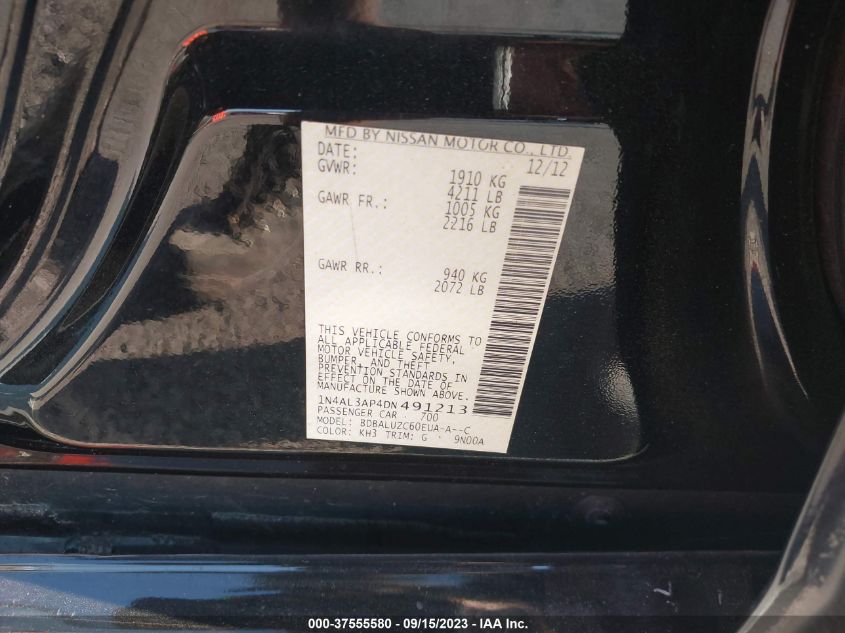 MFD BY NISSAN MOTOR CO., LTD.
DATE: 12/12
GVWR: 1910 KG
4211 LB
GAWR FR.: 1005 KG
2216 LB
GAWR RR.: 940 KG
2072 LB
THIS VEHICLE CONFORMS TO
ALL APPLICABLE FEDERAL
MOTOR VEHICLE SAFETY,
BUMPER, AND THEFT
PREVENTION STANDARDS IN
EFFECT ON THE DATE OF
MANUFACTURE SHOWN ABOVE.
1N4AL3AP4DN491213
PASSENGER CAR 700
MODEL: BDBALUZC60EUA-A--C
COLOR: KH3 TRIM: G 9N00A
000-37555580 - 09/15/2023 - IAA Inc.